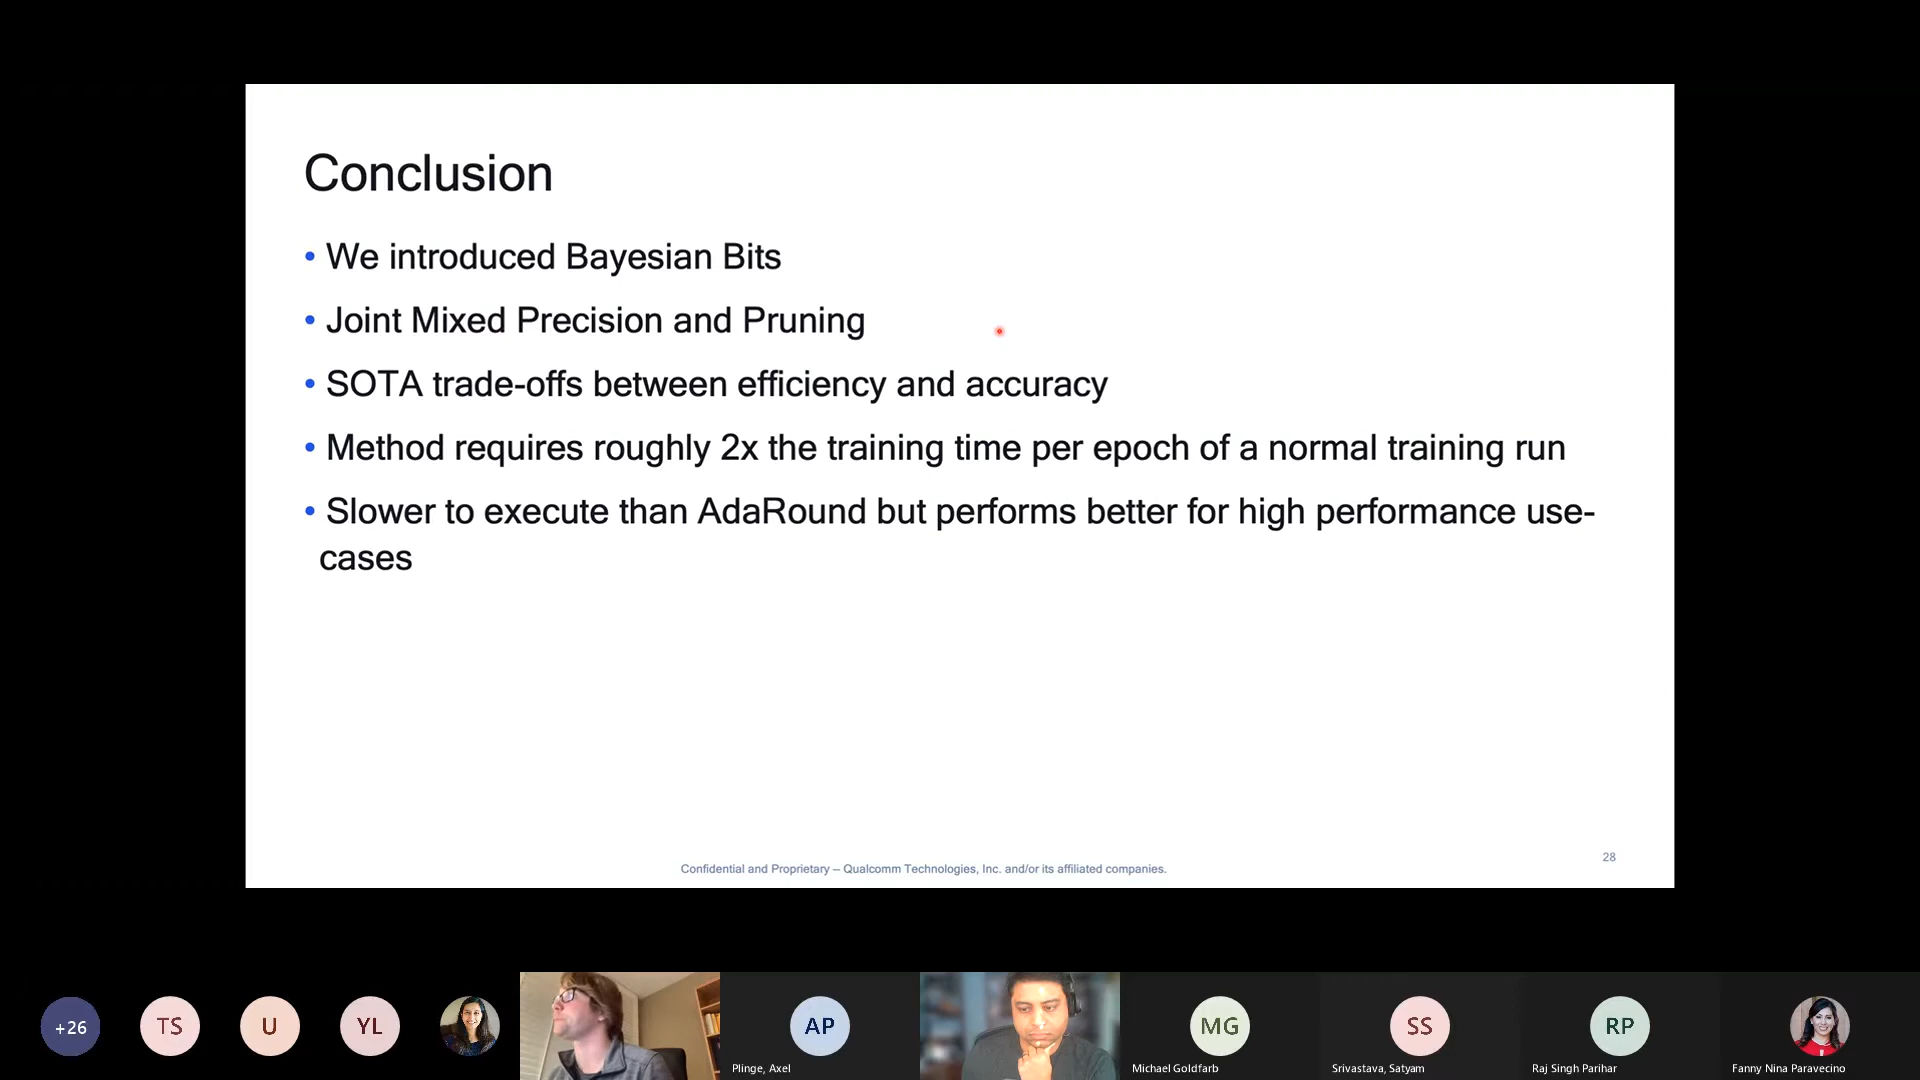 Conclusion
• We introduced Bayesian Bits
• Joint Mixed Precision and Pruning
• SOTA trade-offs between efficiency and accuracy
• Method requires roughly 2x the training time per epoch of a normal training run
• Slower to execute than AdaRound but performs better for high performance use-
cases
28
Confidential and Proprietary – Qualcomm Technologies, Inc. and/or its affiliated companies.
+26
TS
U
YL
AP
MG
SS
RP
Plinge, Axel
Michael Goldfarb
Srivastava, Satyam
Raj Singh Parihar
Fanny Nina Paravecino